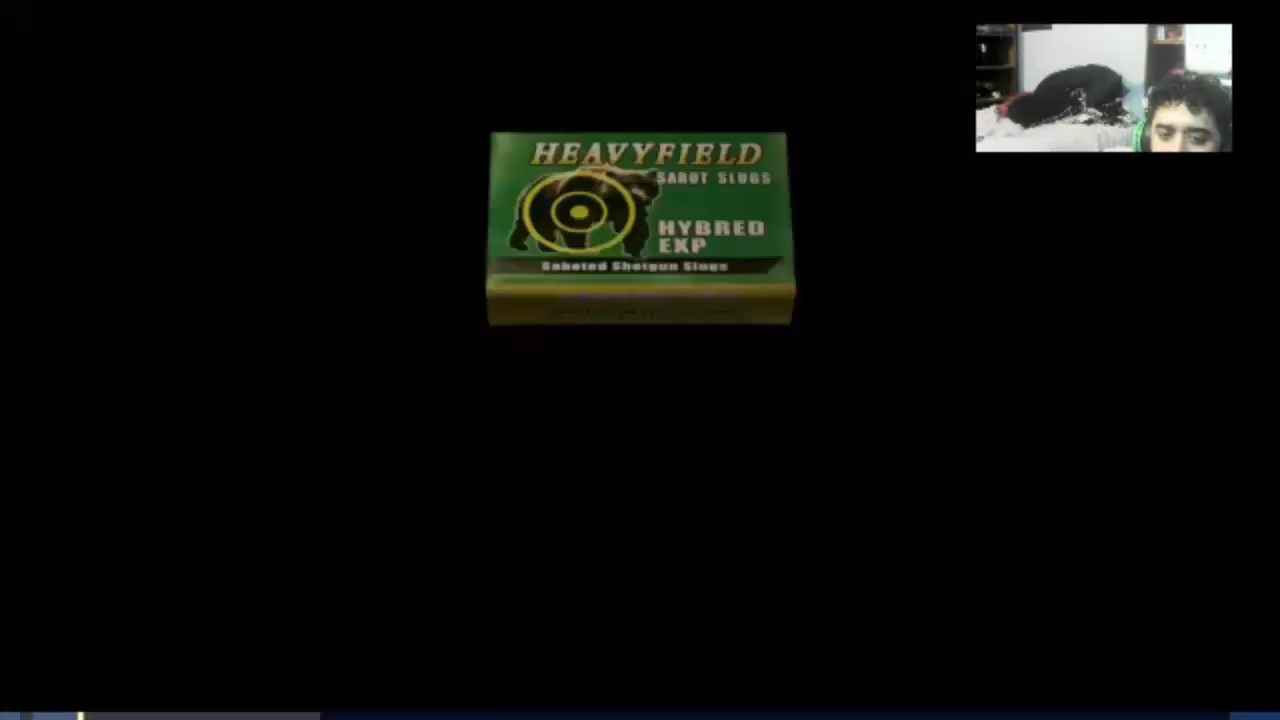 HEAVYFIELD
SABOT SLUGS
HYBRED
EXP
Saboted Shotgun Slugs